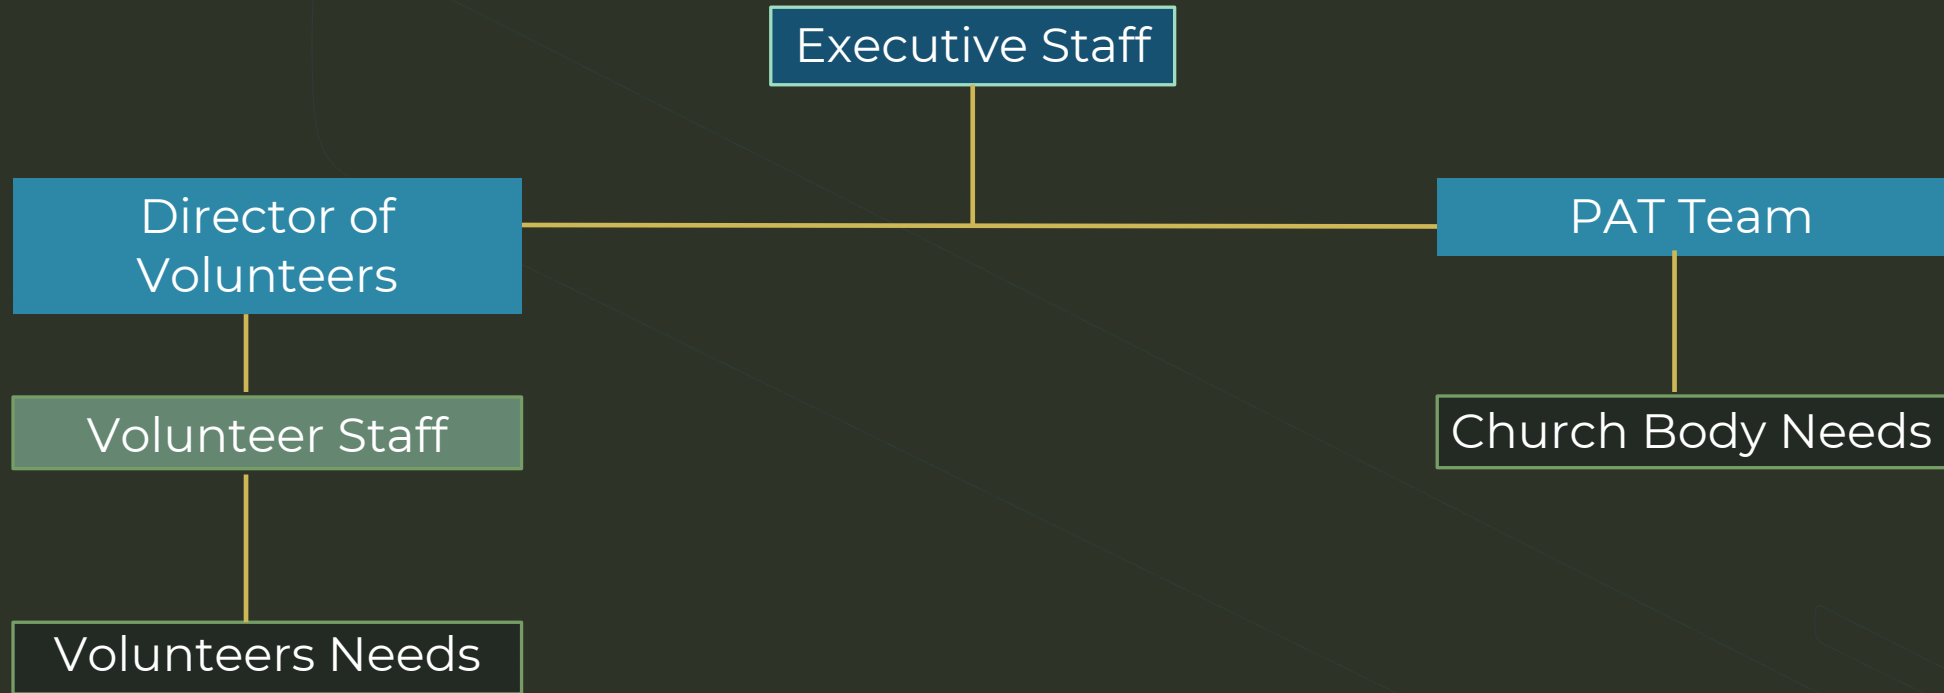 Executive Staff
Director of
Volunteers
PAT Team
Volunteer Staff
Church Body Needs
Volunteers Needs